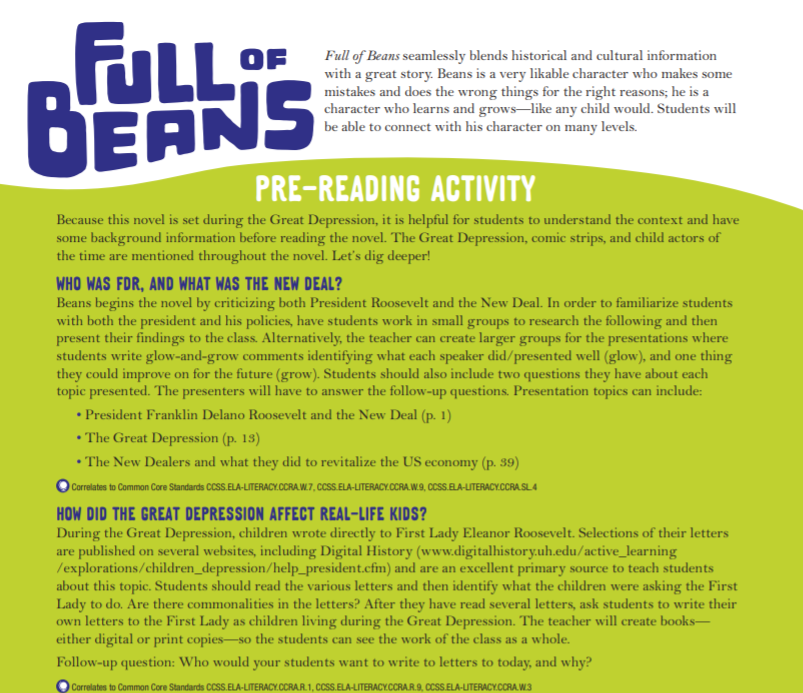 FULL OF
BEANS
Full of Beans seamlessly blends historical and cultural information
with a great story. Beans is a very likable character who makes some
mistakes and does the wrong things for the right reasons; he is a
character who learns and grows—like any child would. Students will
be able to connect with his character on many levels.
PRE-READING ACTIVITY
Because this novel is set during the Great Depression, it is helpful for students to understand the context and have
some background information before reading the novel. The Great Depression, comic strips, and child actors of
the time are mentioned throughout the novel. Let's dig deeper!
WHO WAS FDR, AND WHAT WAS THE NEW DEAL?
Beans begins the novel by criticizing both President Roosevelt and the New Deal. In order to familiarize students
with both the president and his policies, have students work in small groups to research the following and then
present their findings to the class. Alternatively, the teacher can create larger groups for the presentations where
students write glow-and-grow comments identifying what each speaker did/presented well (glow), and one thing
they could improve on for the future (grow). Students should also include two questions they have about each
topic presented. The presenters will have to answer the follow-up questions. Presentation topics can include:
• President Franklin Delano Roosevelt and the New Deal (p. 1)
• The Great Depression (p. 13)
• The New Dealers and what they did to revitalize the US economy (p. 39)
Correlates to Common Core Standards CCSS.ELA-LITERACY.CCRA.W.7, CCSS.ELA-LITERACY.CCRA.W.9, CCSS.ELA-LITERACY.CCRA.SL.4
HOW DID THE GREAT DEPRESSION AFFECT REAL-LIFE KIDS?
During the Great Depression, children wrote directly to First Lady Eleanor Roosevelt. Selections of their letters
are published on several websites, including Digital History (www.digitalhistory.uh.edu/active_learning
/explorations/children_depression/help_president.cfm) and are an excellent primary source to teach students
about this topic. Students should read the various letters and then identify what the children were asking the First
Lady to do. Are there commonalities in the letters? After they have read several letters, ask students to write their
own letters to the First Lady as children living during the Great Depression. The teacher will create books—
either digital or print copies—so the students can see the work of the class as a whole.
Follow-up question: Who would your students want to write to letters to today, and why?
Correlates to Common Core Standards CCSS.ELA-LITERACY.CCRA.R.1, CCSS.ELA-LITERACY.CCRA.R.9, CCSS.ELA-LITERACY.CCRA.W.3